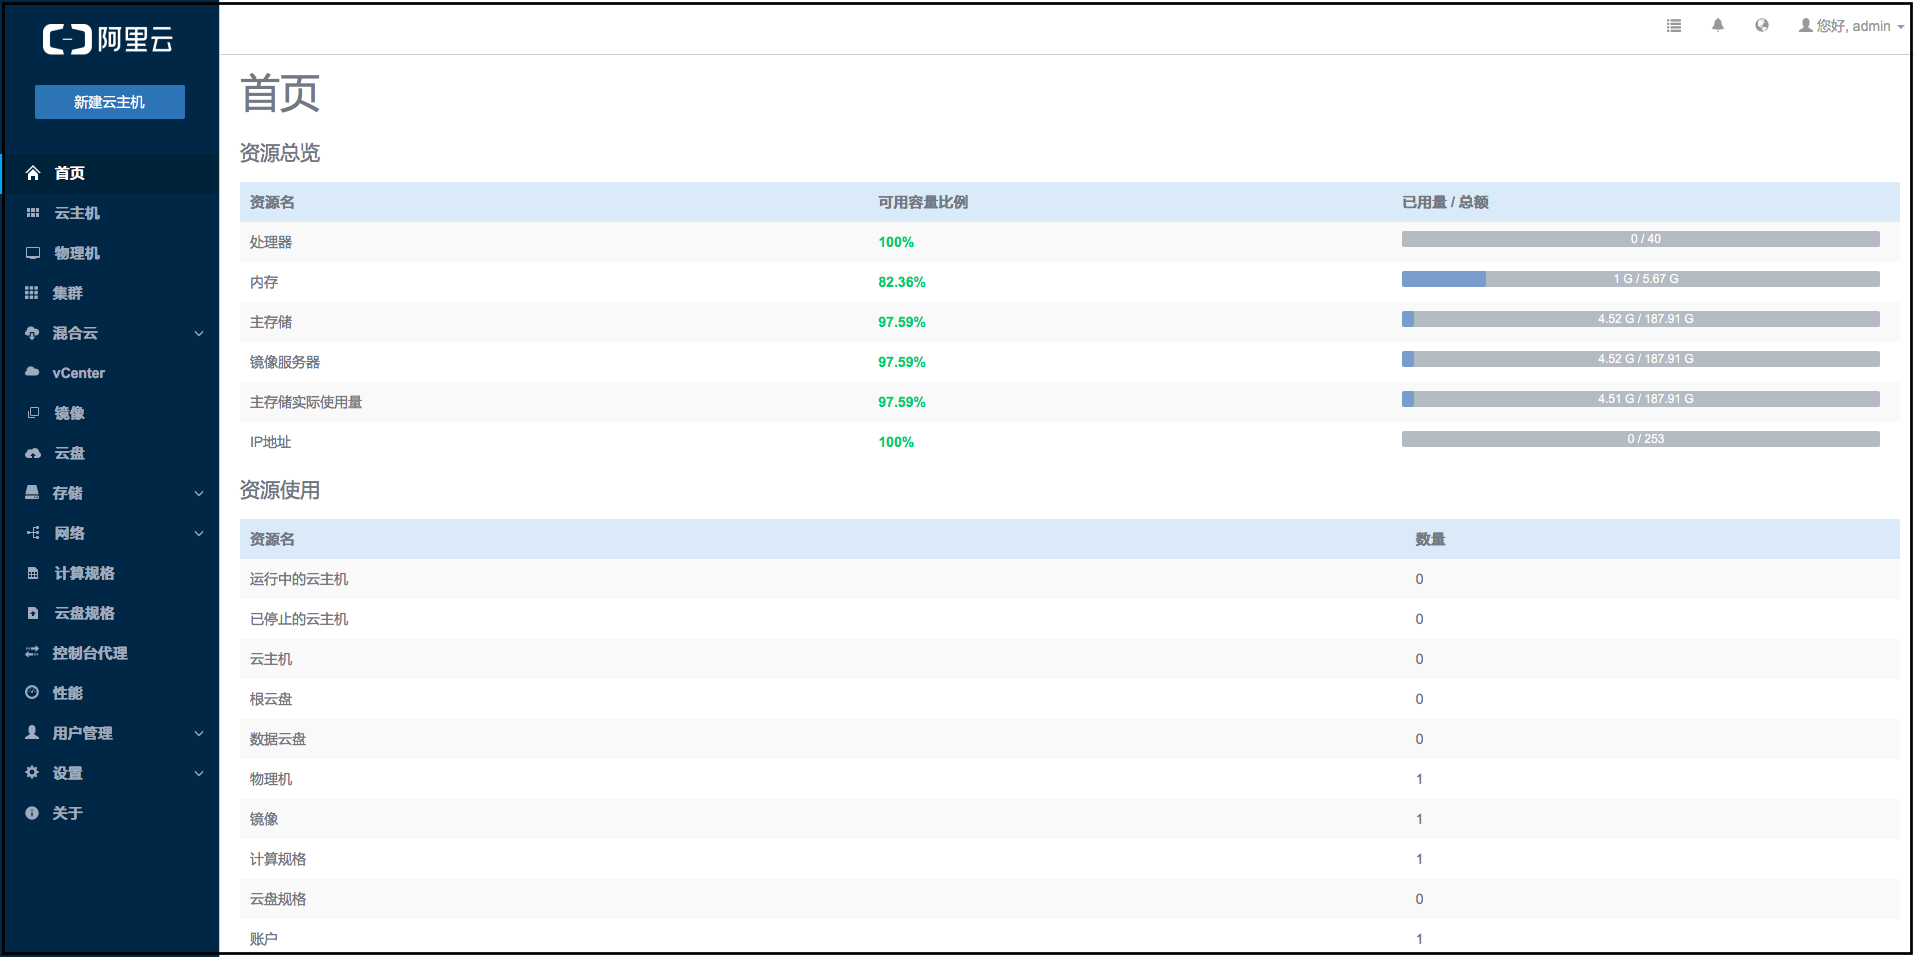 阿里云
新建云主机
首页
云主机
物理机
集群
混合云
vCenter
镜像
云盘
存储
网络
计算规格
云盘规格
控制台代理
性能
用户管理
设置
关于
您好, admin
首页
资源总览
资源名 可用容量比例 已用量 / 总额
处理器 100% 0 / 40
内存 82.36% 1 G / 5.67 G
主存储 97.59% 4.52 G / 187.91 G
镜像服务器 97.59% 4.52 G / 187.91 G
主存储实际使用量 97.59% 4.51 G / 187.91 G
IP地址 100% 0 / 253
资源使用
资源名 数量
运行中的云主机 0
已停止的云主机 0
云主机 0
根云盘 0
数据云盘 0
物理机 1
镜像 1
计算规格 1
云盘规格 0
账户 1